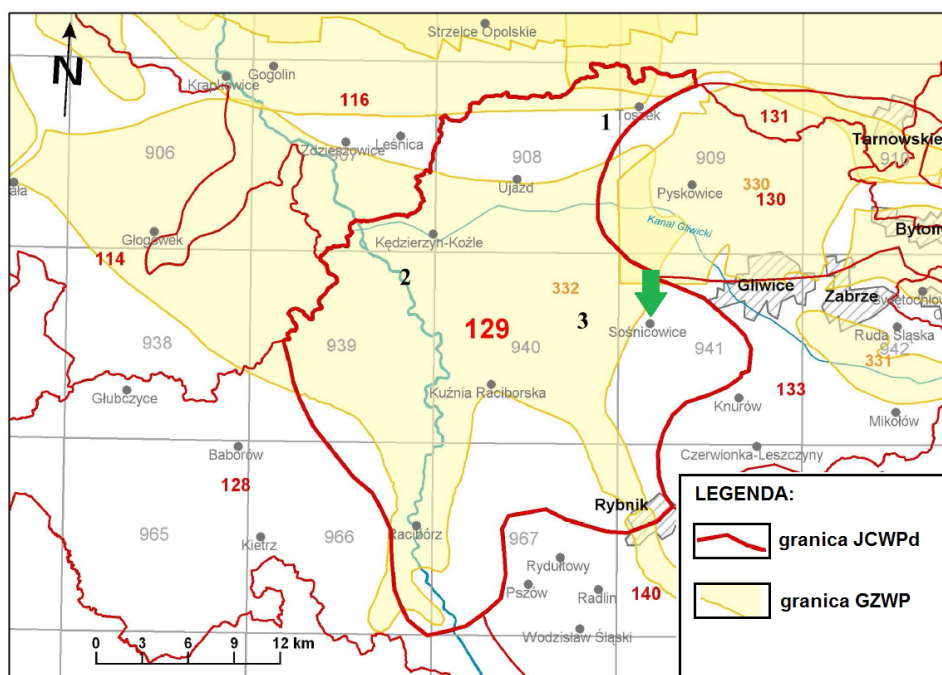 Strzelce Opolskie
N
Gogolin
Krapkowice
116
1
Toszek
131
Tarnowskie
906
Zdzieszowice
907
Leśnica
908
909
910
Ujazd
Pyskowice
330
130
Głogówek
Kanał Gliwicki
Bytom
Kędzierzyn-Koźle
114
2
332
Gliwice
Zabrze
3
129
Sośnicowice
Ruda Śląska
938
939
940
941
942
331
Głubczyce
Kuźnia Raciborska
133
Knurów
Mikołów
Baborów
Czerwionka-Leszczyny
128
LEGENDA:
Rybnik
965
966
Racibórz
967
granica JCWPd
Kietrz
Rydułtowy
Pszów
Radlin
140
granica GZWP
Wodzisław Śląski
0 3 6 9 12 km